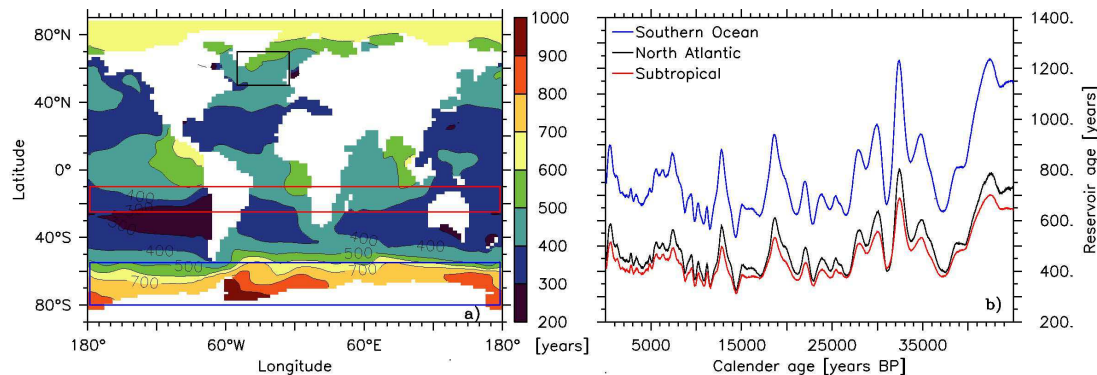 80°N
40°N
0°
40°S
80°S
Latitude
180° 60°W 60°E 180°
Longitude
400
400
400
400
500
500
700
700
a)
1000
900
800
700
600
500
400
300
200
[years]
Southern Ocean
North Atlantic
Subtropical
b)
5000 15000 25000 35000
Calender age [years BP]
1400.
1200.
1000.
800.
600.
400.
200.
Reservoir age [years]